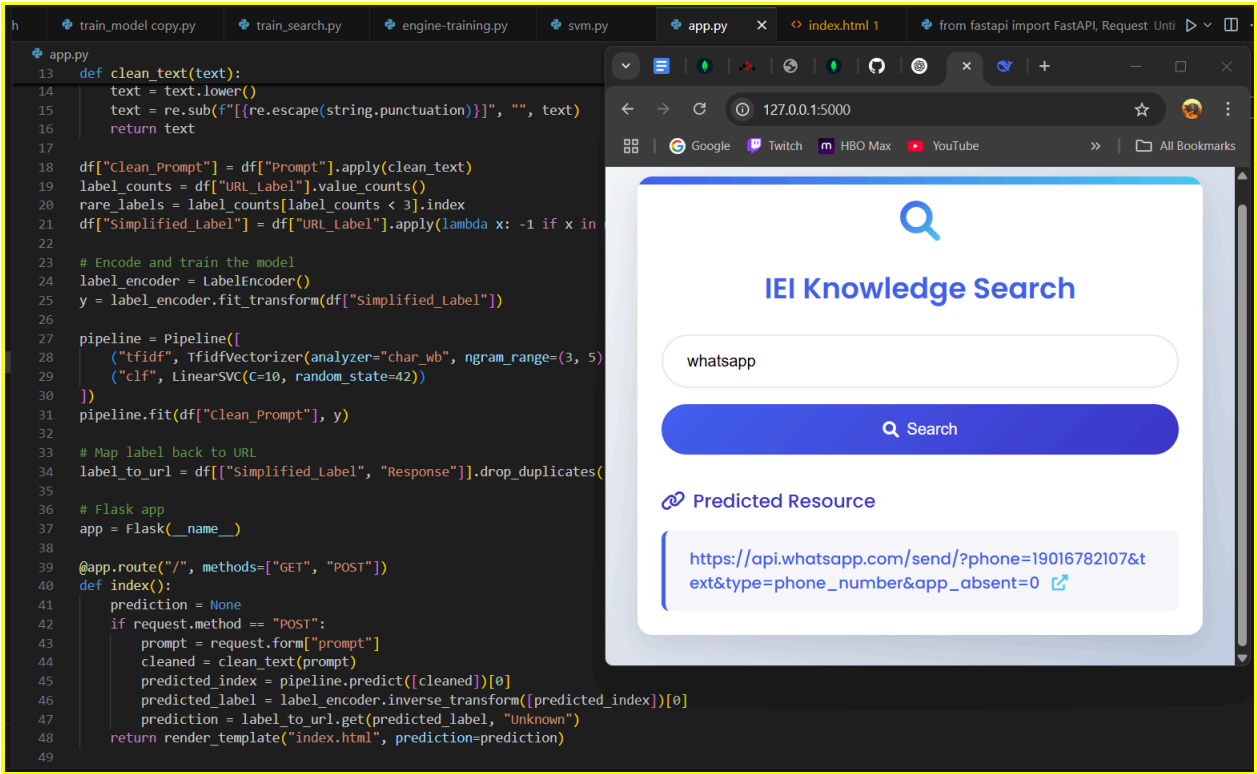 h
train_model copy.py
train_search.py
engine-training.py
svm.py
app.py
index.html 1
from fastapi import FastAPI, Request Unti
app.py
13 def clean_text(text):
14 text = text.lower()
15 text = re.sub(f"[{re.escape(string.punctuation)}]", "", text)
16 return text
17
18 df["Clean_Prompt"] = df["Prompt"].apply(clean_text)
19 label_counts = df["URL_Label"].value_counts()
20 rare_labels = label_counts[label_counts < 3].index
21 df["Simplified_Label"] = df["URL_Label"].apply(lambda x: -1 if x in
22
23 # Encode and train the model
24 label_encoder = LabelEncoder()
25 y = label_encoder.fit_transform(df["Simplified_Label"])
26
27 pipeline = Pipeline([
28 ("tfidf", TfidfVectorizer(analyzer="char_wb", ngram_range=(3, 5)
29 ("clf", LinearSVC(C=10, random_state=42))
30 ])
31 pipeline.fit(df["Clean_Prompt"], y)
32
33 # Map label back to URL
34 label_to_url = df[["Simplified_Label", "Response"]].drop_duplicates(
35
36 # Flask app
37 app = Flask(__name__)
38
39 @app.route("/", methods=["GET", "POST"])
40 def index():
41 prediction = None
42 if request.method == "POST":
43 prompt = request.form["prompt"]
44 cleaned = clean_text(prompt)
45 predicted_index = pipeline.predict([cleaned])[0]
46 predicted_label = label_encoder.inverse_transform([predicted_index])[0]
47 prediction = label_to_url.get(predicted_label, "Unknown")
48 return render_template("index.html", prediction=prediction)
49
127.0.0.1:5000
Google
Twitch
HBO Max
YouTube
All Bookmarks
IEI Knowledge Search
whatsapp
Search
Predicted Resource
https://api.whatsapp.com/send/?phone=19016782107&t
ext&type=phone_number&app_absent=0